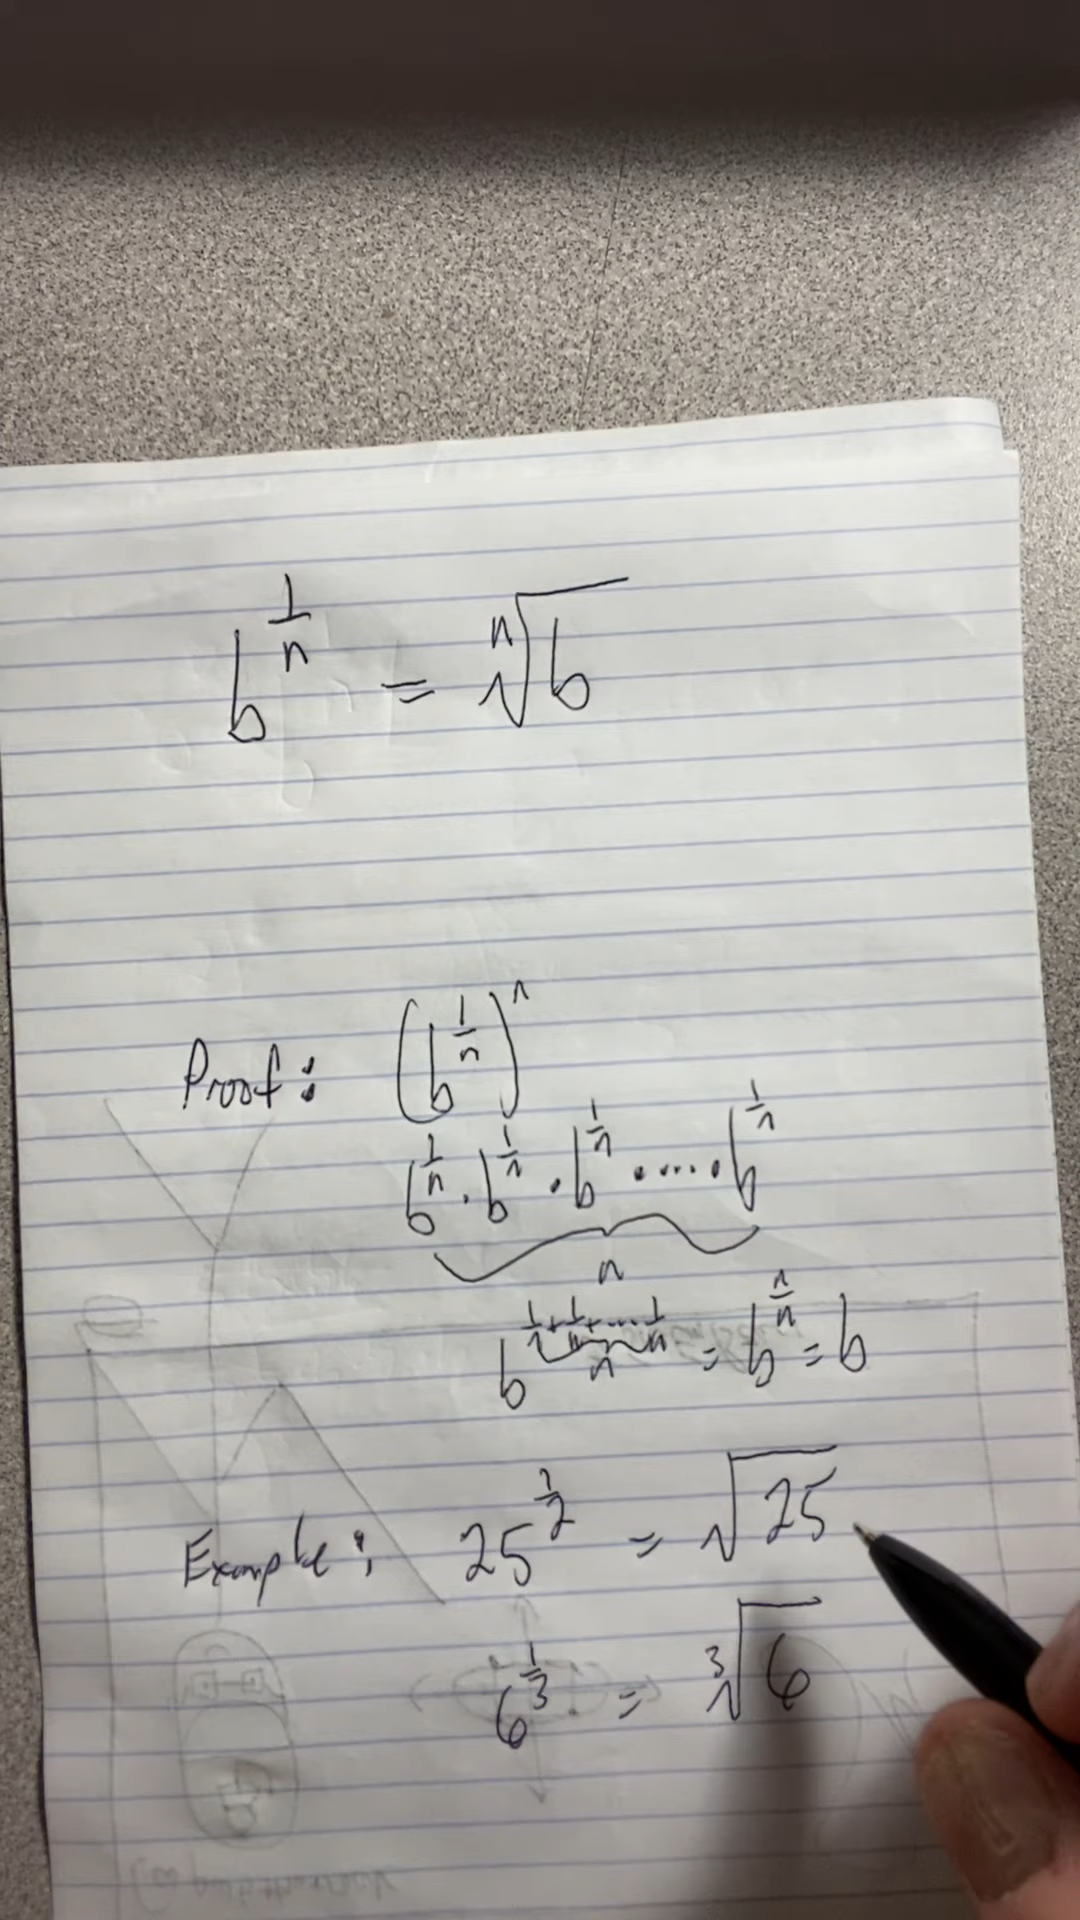 b^{1/n} = ⁿ√b
Proof: (b^{1/n})^n
b^{1/n} · b^{1/n} · b^{1/n} · .... · b^{1/n}
n
b^{1/n + 1/n + .... 1/n} = b^{n/n} = b
n
Example: 25^{1/2} = √25
6^{1/3} = ³√6